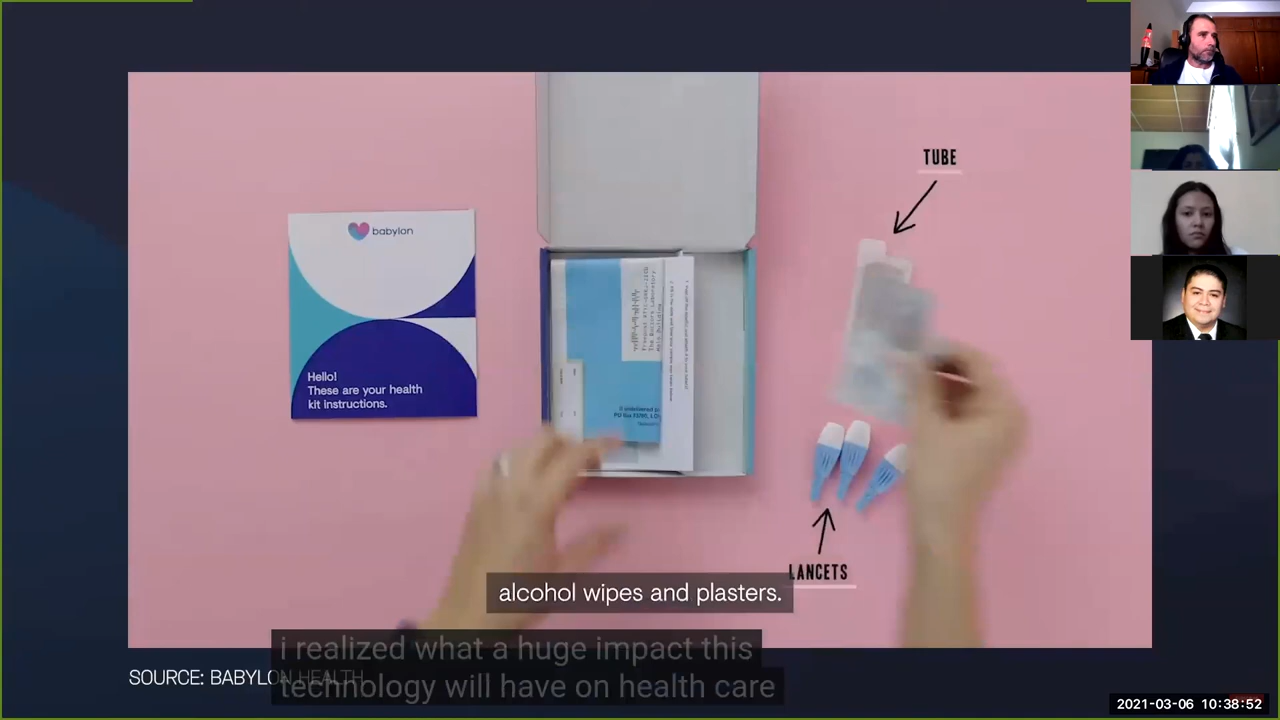 TUBE
babylon
Hello!
These are your health
kit instructions.
LANCETS
alcohol wipes and plasters.
i realized what a huge impact this
technology will have on health care
SOURCE: BABYLON HEALTH
2021-03-06 10:38:52